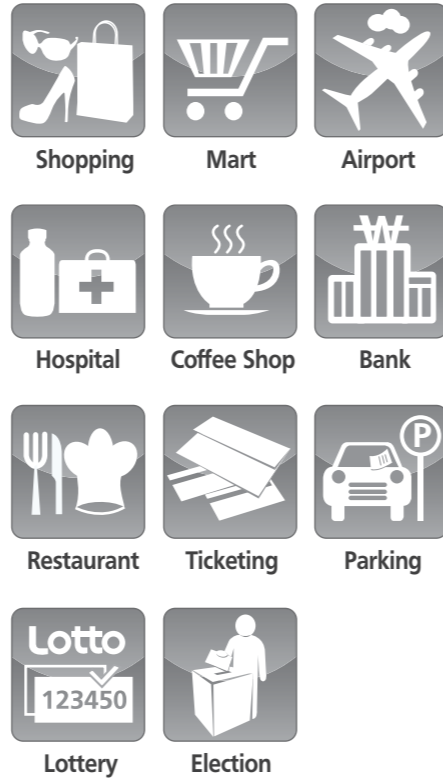 Shopping Mart Airport
₩
Hospital Coffee Shop Bank
P
Restaurant Ticketing Parking
Lotto
123450
Lottery Election